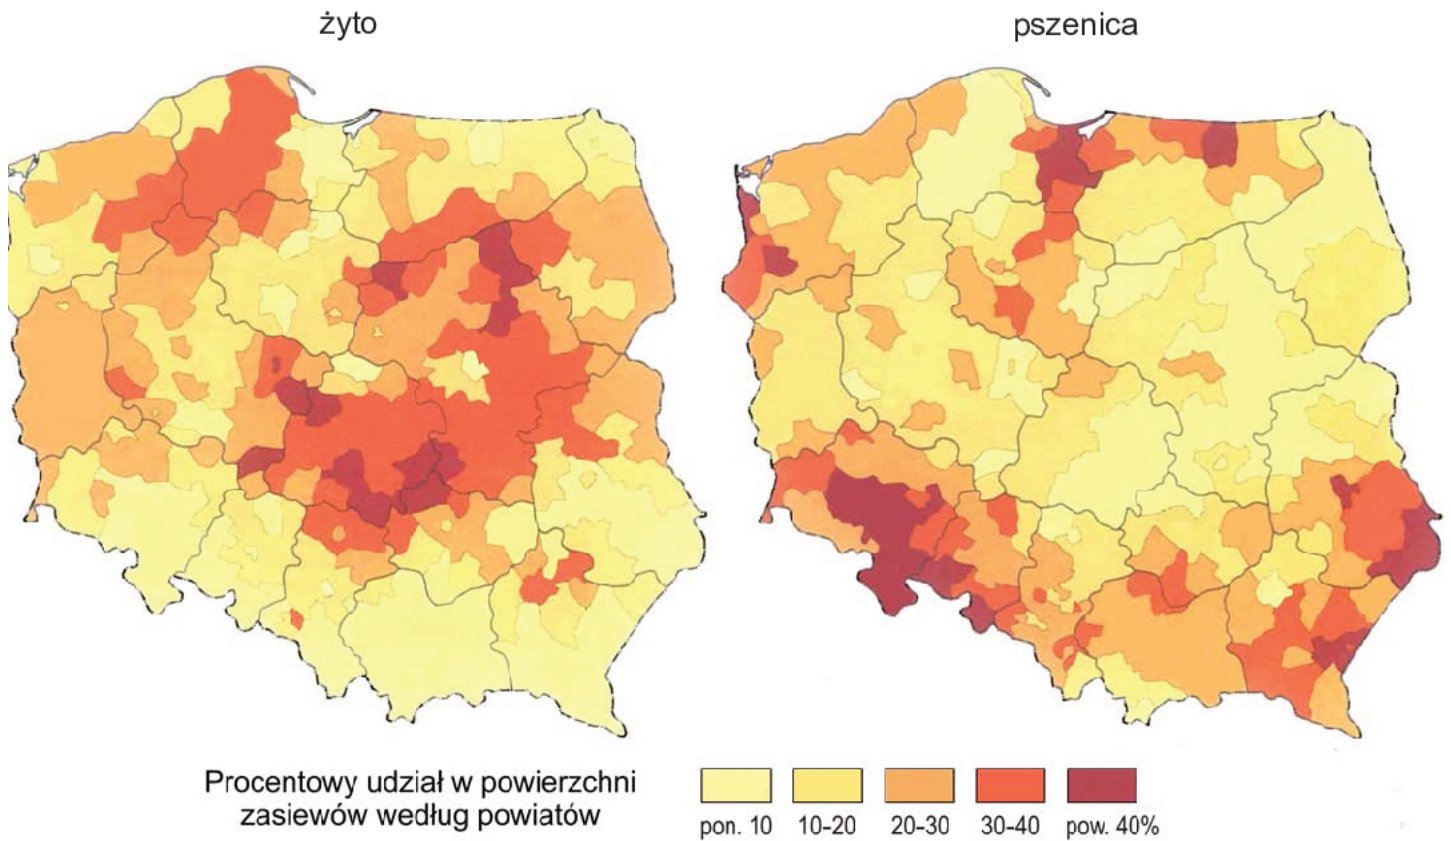 żyto
pszenica
Procentowy udział w powierzchni
zasiewów według powiatów
pon. 10
10-20
20-30
30-40
pow. 40%